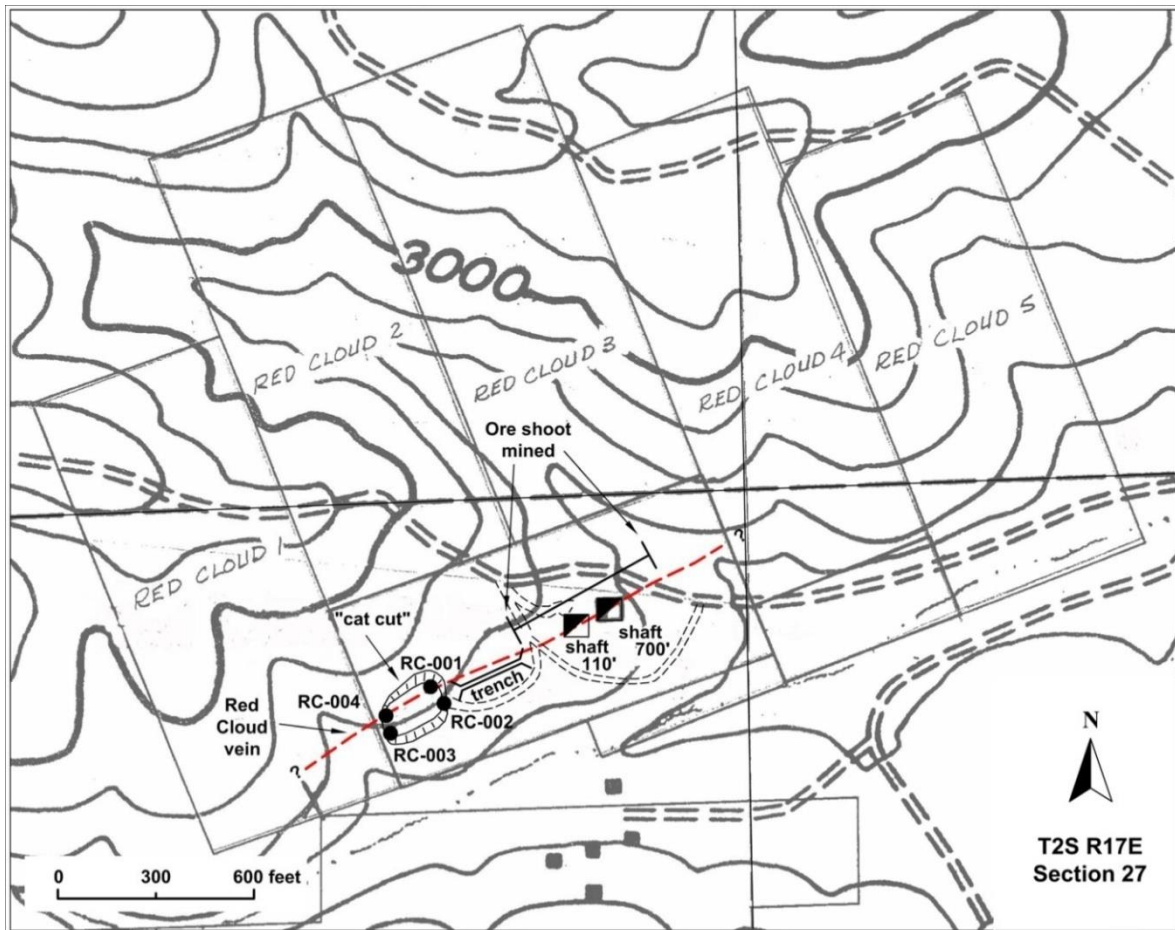 3000
RED CLOUD 2
RED CLOUD 3
RED CLOUD 4
RED CLOUD 5
RED CLOUD 1
Ore shoot
mined
?
"cat cut"
shaft
700'
shaft
110'
RC-001
trench
RC-004
RC-002
Red
Cloud
vein
RC-003
?
N
T2S R17E
Section 27
0 300 600 feet